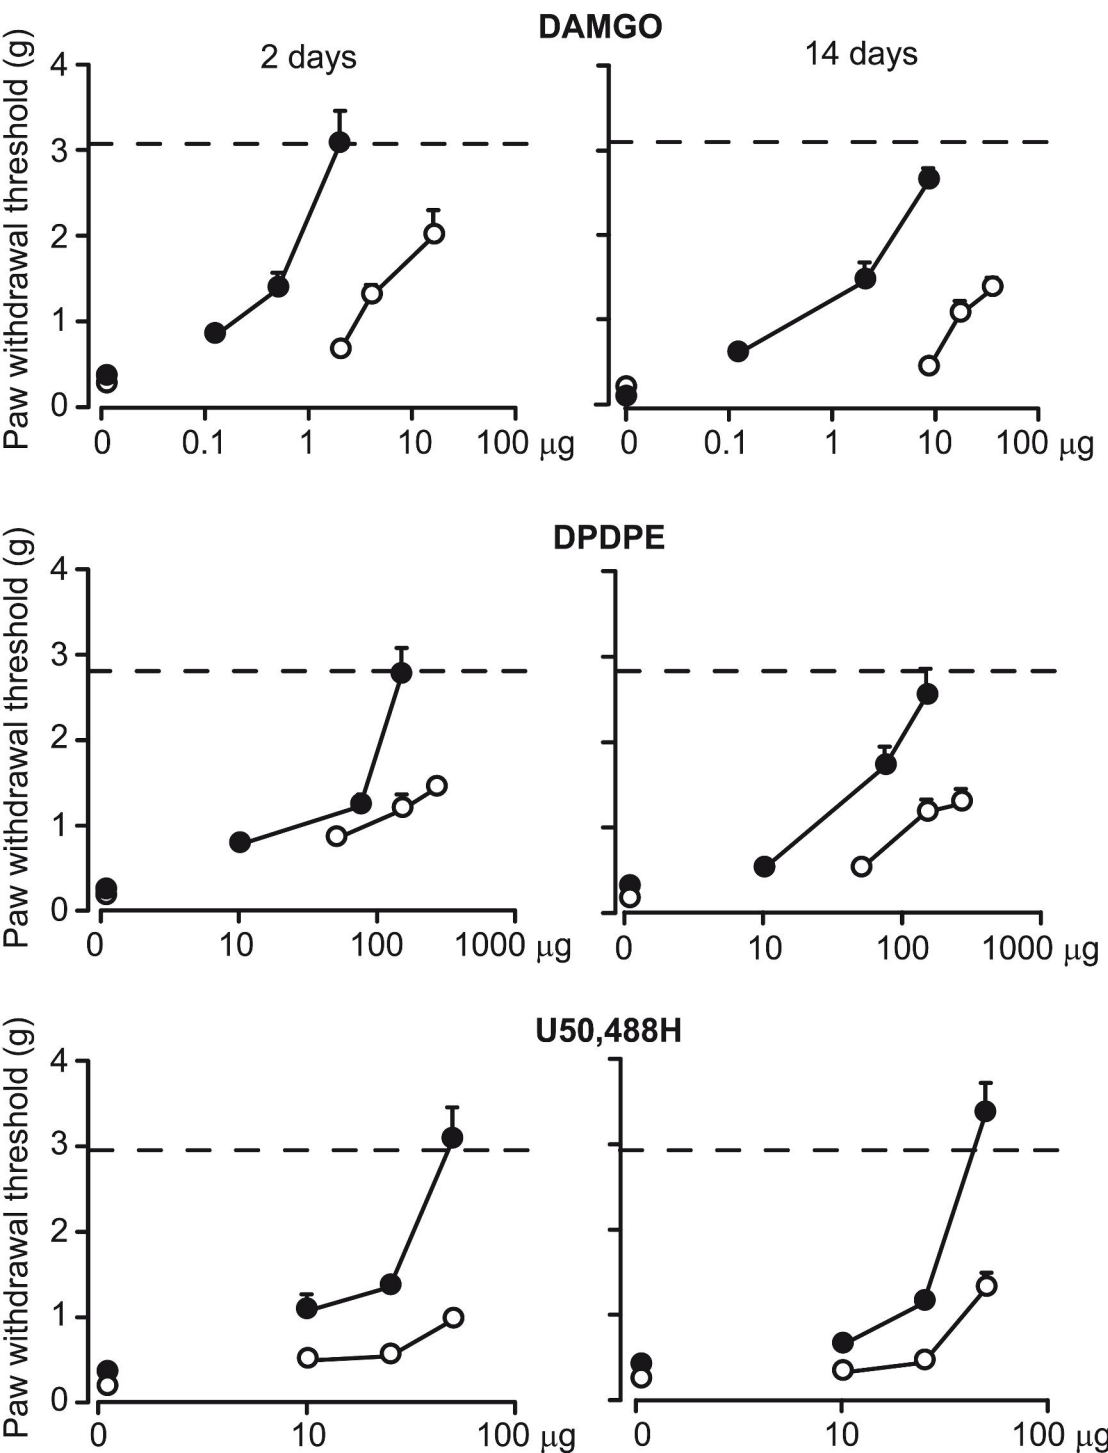 DAMGO
2 days
14 days
Paw withdrawal threshold (g)
4
3
2
1
0
0 0.1 1 10 100 μg
0 0.1 1 10 100 μg
DPDPE
Paw withdrawal threshold (g)
4
3
2
1
0
0 10 100 1000 μg
0 10 100 1000 μg
U50,488H
Paw withdrawal threshold (g)
4
3
2
1
0
0 10 100 μg
0 10 100 μg